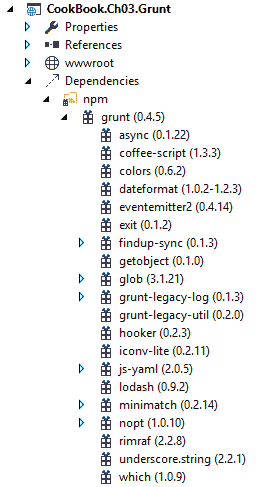 CookBook.Ch03.Grunt
Properties
References
wwwroot
Dependencies
npm
grunt (0.4.5)
async (0.1.22)
coffee-script (1.3.3)
colors (0.6.2)
dateformat (1.0.2-1.2.3)
eventemitter2 (0.4.14)
exit (0.1.2)
findup-sync (0.1.3)
getobject (0.1.0)
glob (3.1.21)
grunt-legacy-log (0.1.3)
grunt-legacy-util (0.2.0)
hooker (0.2.3)
iconv-lite (0.2.11)
js-yaml (2.0.5)
lodash (0.9.2)
minimatch (0.2.14)
nopt (1.0.10)
rimraf (2.2.8)
underscore.string (2.2.1)
which (1.0.9)